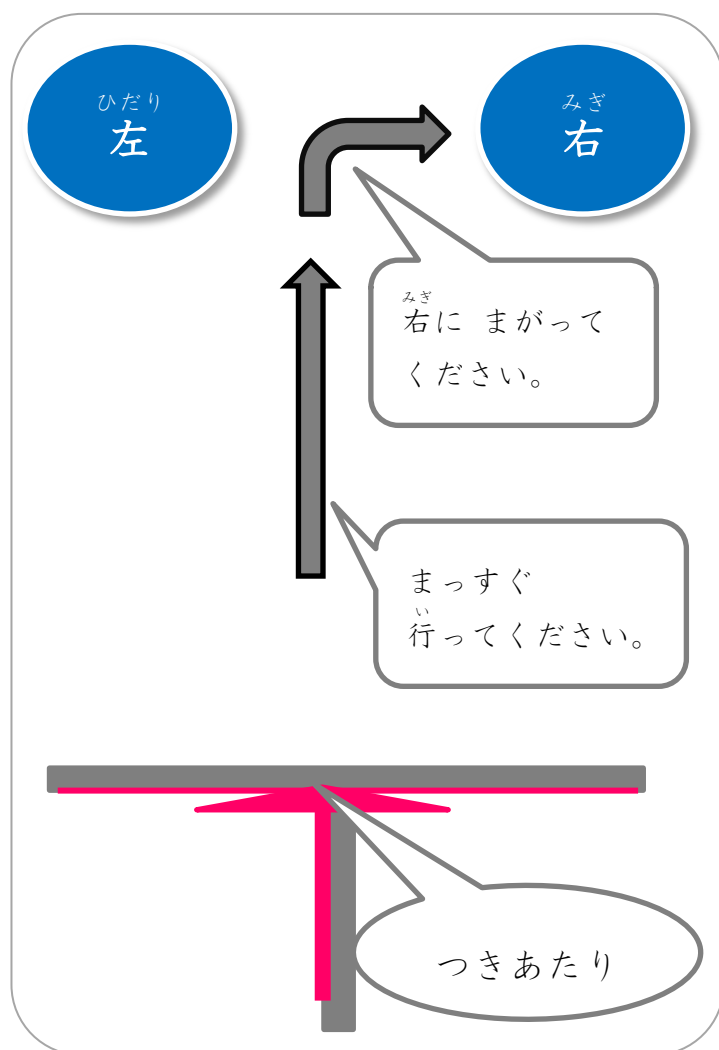 ひだり
左
みぎ
右
みぎ
右に まがって
ください。
まっすぐ
い
行ってください。
つきあたり